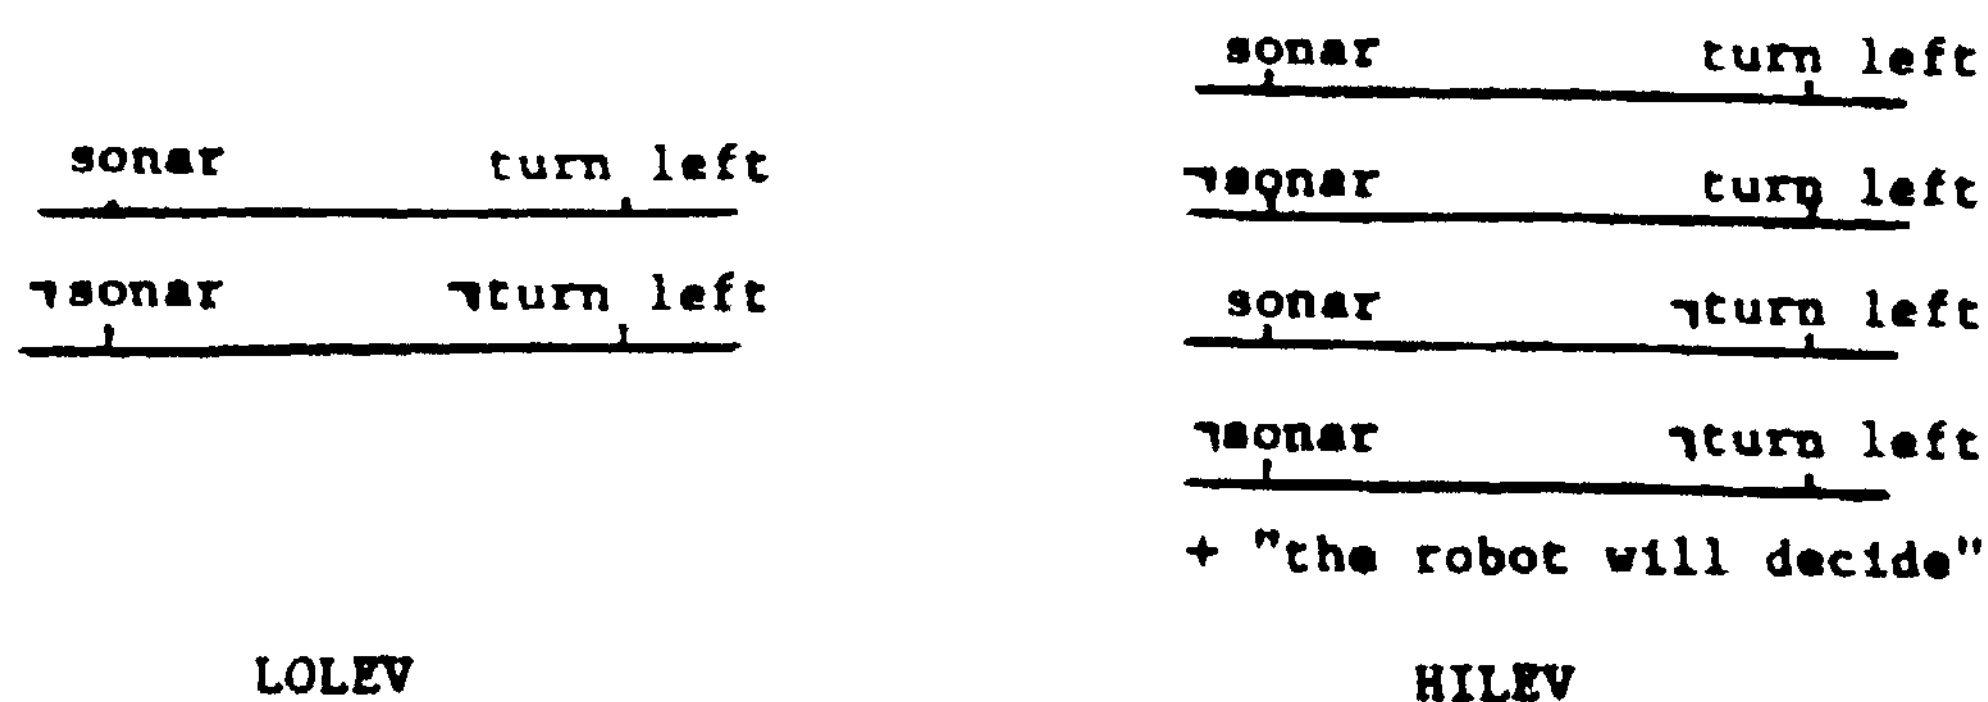 sonar turn left
¬sonar ¬turn left
LOLEV
sonar turn left
¬sonar turn left
sonar ¬turn left
¬sonar ¬turn left
+ "the robot will decide"
HILEV